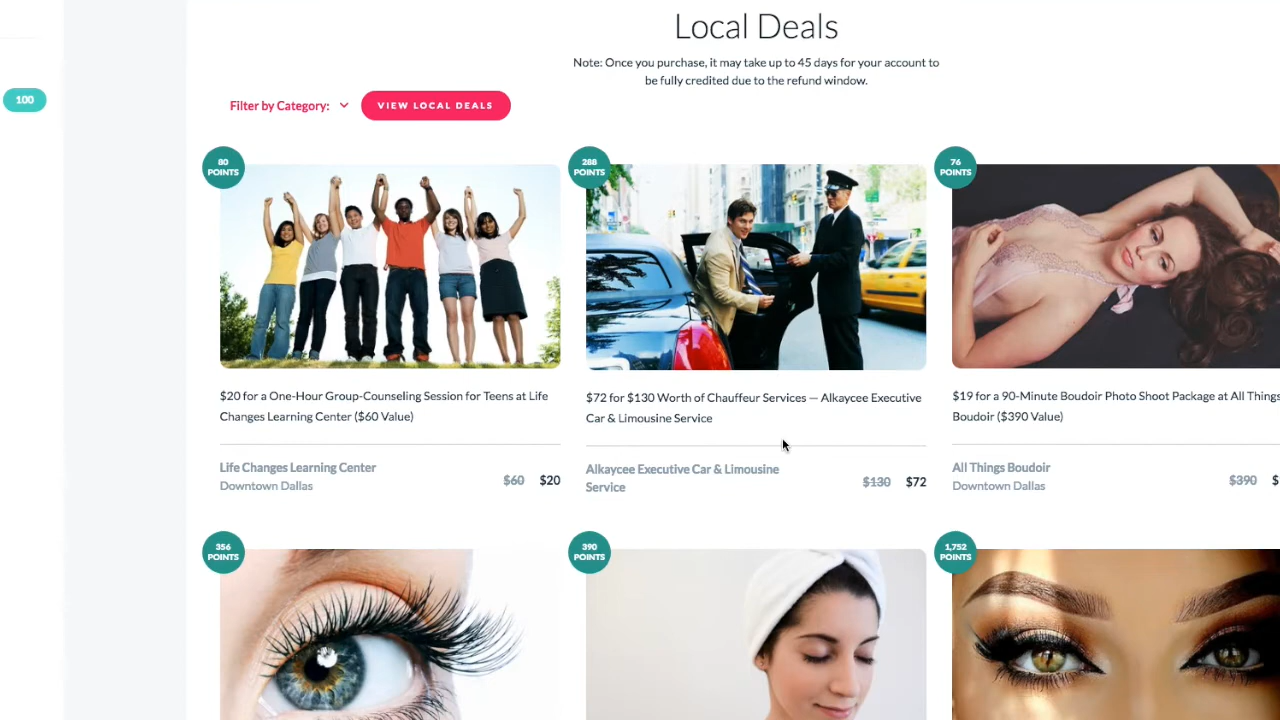 Local Deals
Note: Once you purchase, it may take up to 45 days for your account to
be fully credited due to the refund window.
100
Filter by Category:
VIEW LOCAL DEALS
80
POINTS
288
POINTS
76
POINTS
$20 for a One-Hour Group-Counseling Session for Teens at Life
Changes Learning Center ($60 Value)
$72 for $130 Worth of Chauffeur Services — Alkaycee Executive
Car & Limousine Service
$19 for a 90-Minute Boudoir Photo Shoot Package at All Things
Boudoir ($390 Value)
Life Changes Learning Center
Downtown Dallas
$60 $20
Alkaycee Executive Car & Limousine
Service
$130 $72
All Things Boudoir
Downtown Dallas
$390 $
356
POINTS
390
POINTS
1,752
POINTS